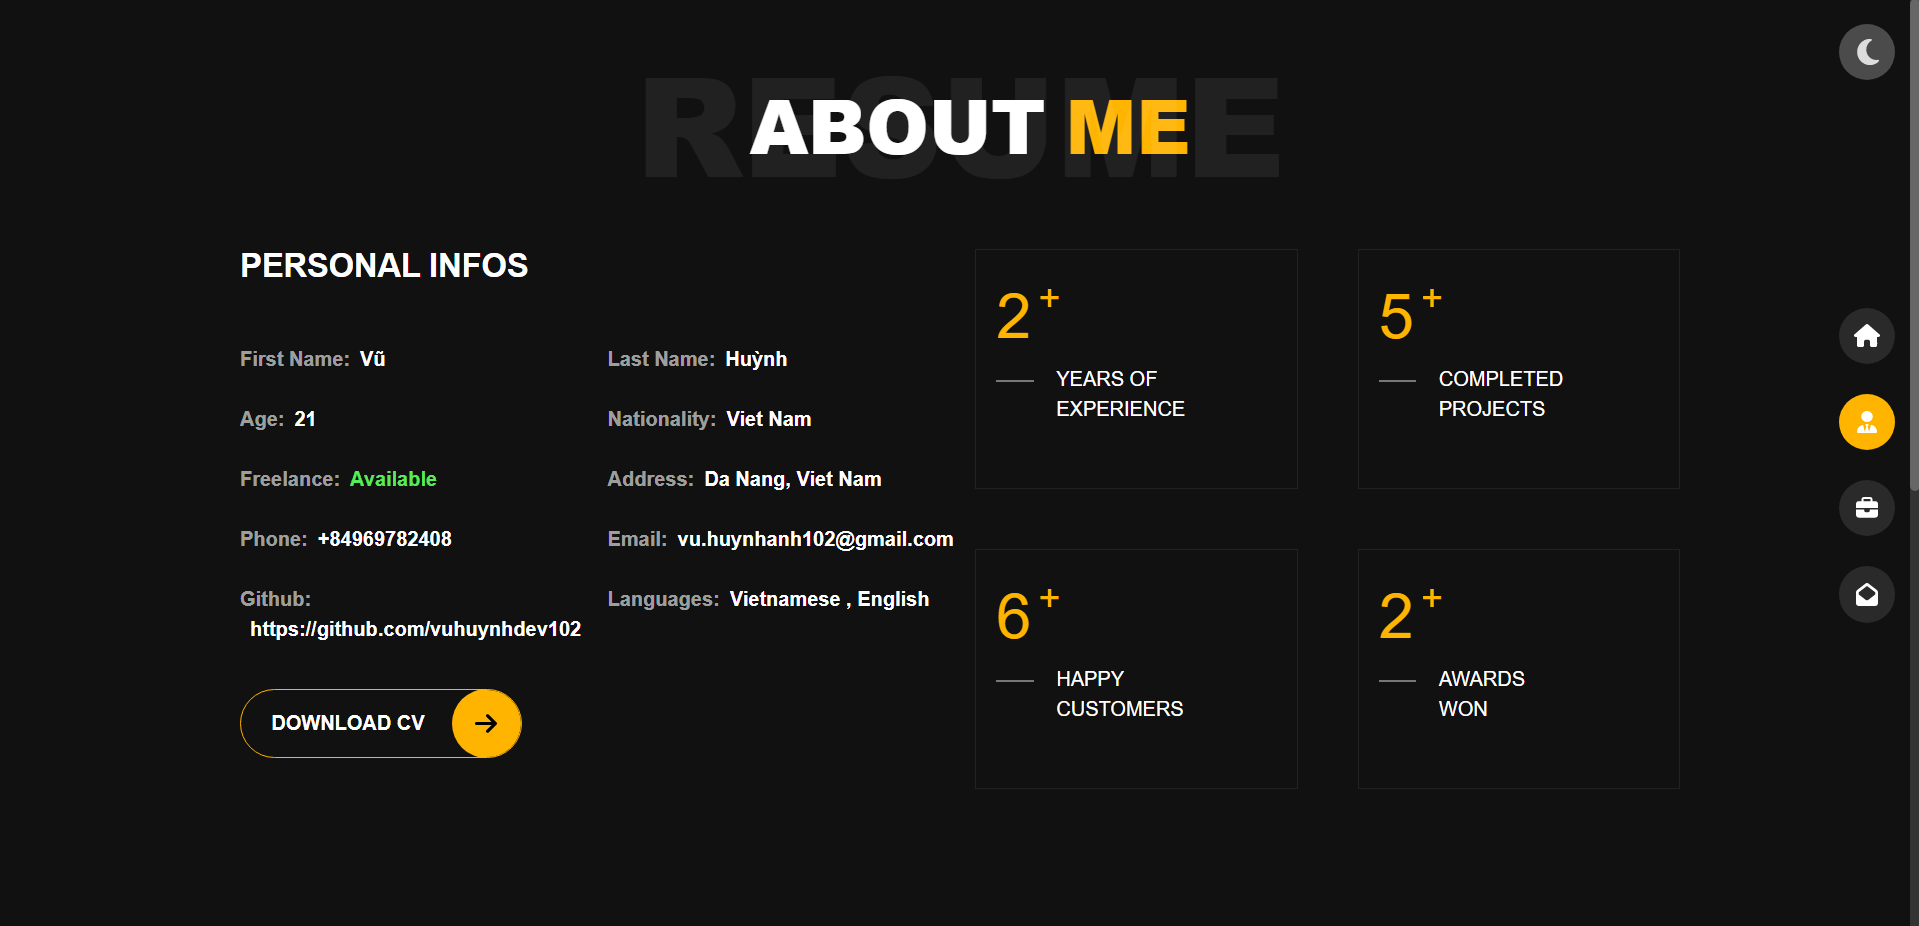 RESUME
ABOUT ME
PERSONAL INFOS
First Name: Vũ
Last Name: Huỳnh
Age: 21
Nationality: Viet Nam
Freelance: Available
Address: Da Nang, Viet Nam
Phone: +84969782408
Email: vu.huynhanh102@gmail.com
Github:
https://github.com/vuhuynhdev102
Languages: Vietnamese , English
DOWNLOAD CV
2+
YEARS OF
EXPERIENCE
5+
COMPLETED
PROJECTS
6+
HAPPY
CUSTOMERS
2+
AWARDS
WON